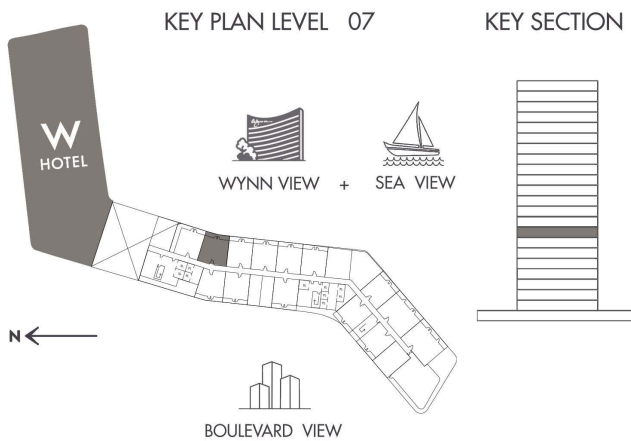 KEY PLAN LEVEL 07
KEY SECTION
W
HOTEL
WYNN VIEW + SEA VIEW
N
BOULEVARD VIEW